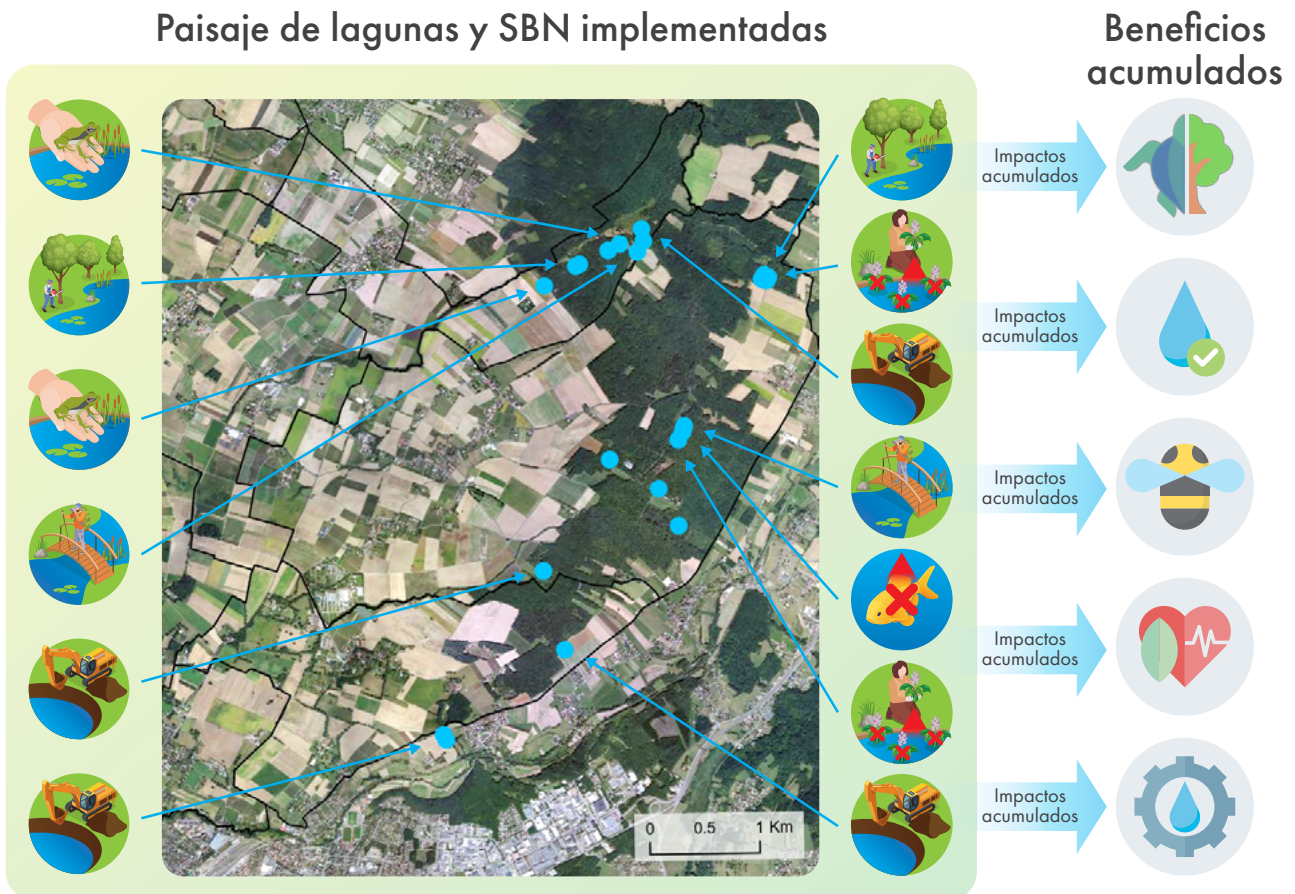 Paisaje de lagunas y SBN implementadas
Beneficios
acumulados
Impactos
acumulados
Impactos
acumulados
Impactos
acumulados
Impactos
acumulados
Impactos
acumulados
0 0.5 1 Km